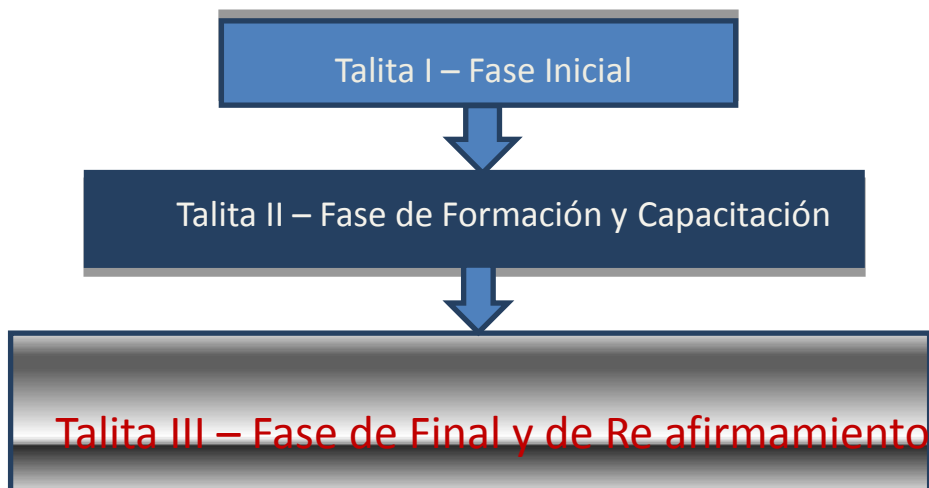 Talita I – Fase Inicial
Talita II – Fase de Formación y Capacitación
Talita III – Fase de Final y de Re afirmamiento